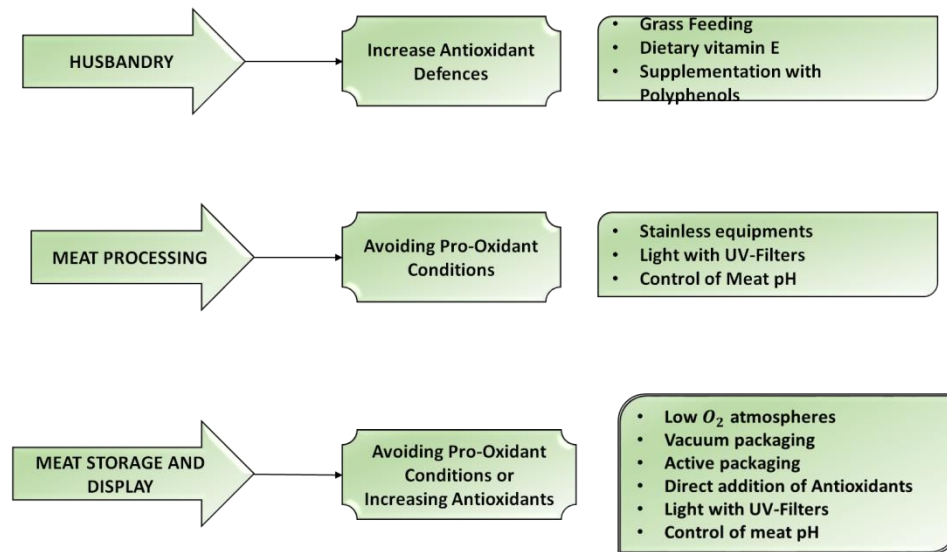 HUSBANDRY
Increase Antioxidant
Defences
• Grass Feeding
• Dietary vitamin E
• Supplementation with
Polyphenols
MEAT PROCESSING
Avoiding Pro-Oxidant
Conditions
• Stainless equipments
• Light with UV-Filters
• Control of Meat pH
MEAT STORAGE AND
DISPLAY
Avoiding Pro-Oxidant
Conditions or
Increasing Antioxidants
• Low O₂ atmospheres
• Vacuum packaging
• Active packaging
• Direct addition of Antioxidants
• Light with UV-Filters
• Control of meat pH